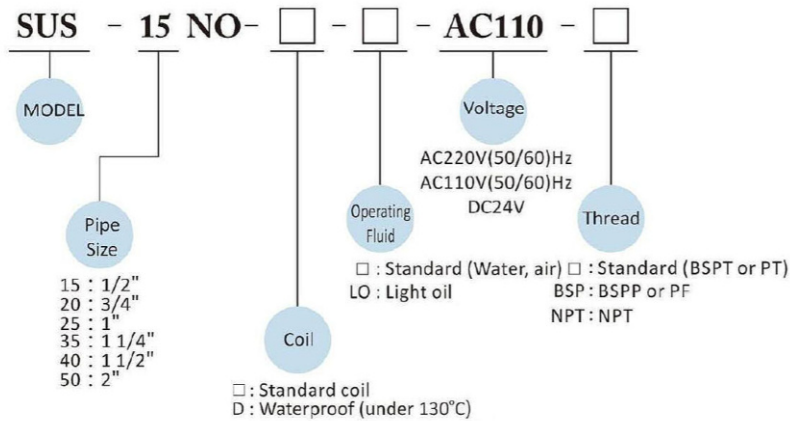 SUS - 15 NO- □ - □ - AC110 - □
MODEL
Voltage
AC220V(50/60)Hz
AC110V(50/60)Hz
DC24V
Pipe
Size
15 : 1/2"
20 : 3/4"
25 : 1"
35 : 1 1/4"
40 : 1 1/2"
50 : 2"
Operating
Fluid
□ : Standard (Water, air)
LO : Light oil
Thread
□ : Standard (BSPT or PT)
BSP : BSPP or PF
NPT : NPT
Coil
□ : Standard coil
D : Waterproof (under 130°C)